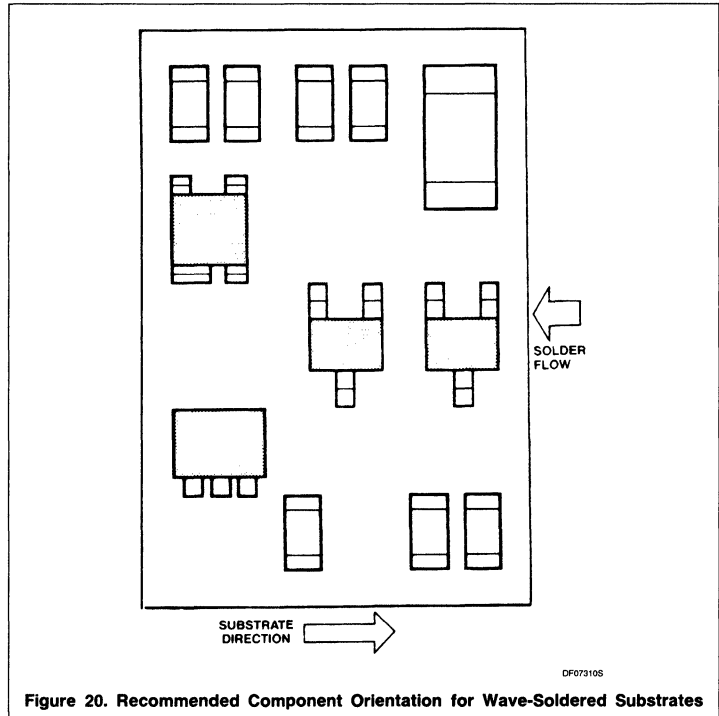 SOLDER
FLOW
SUBSTRATE
DIRECTION
DF07310S
Figure 20. Recommended Component Orientation for Wave-Soldered Substrates